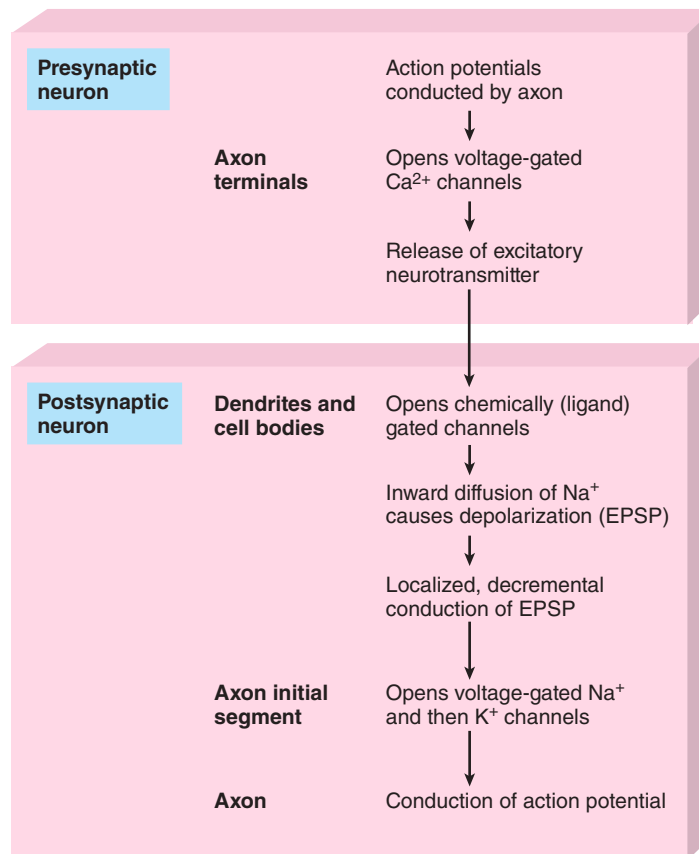 Presynaptic
neuron
Action potentials
conducted by axon
Axon
terminals
Opens voltage-gated
Ca²⁺ channels
Release of excitatory
neurotransmitter
Postsynaptic
neuron
Dendrites and
cell bodies
Opens chemically (ligand)
gated channels
Inward diffusion of Na⁺
causes depolarization (EPSP)
Localized, decremental
conduction of EPSP
Axon initial
segment
Opens voltage-gated Na⁺
and then K⁺ channels
Axon
Conduction of action potential